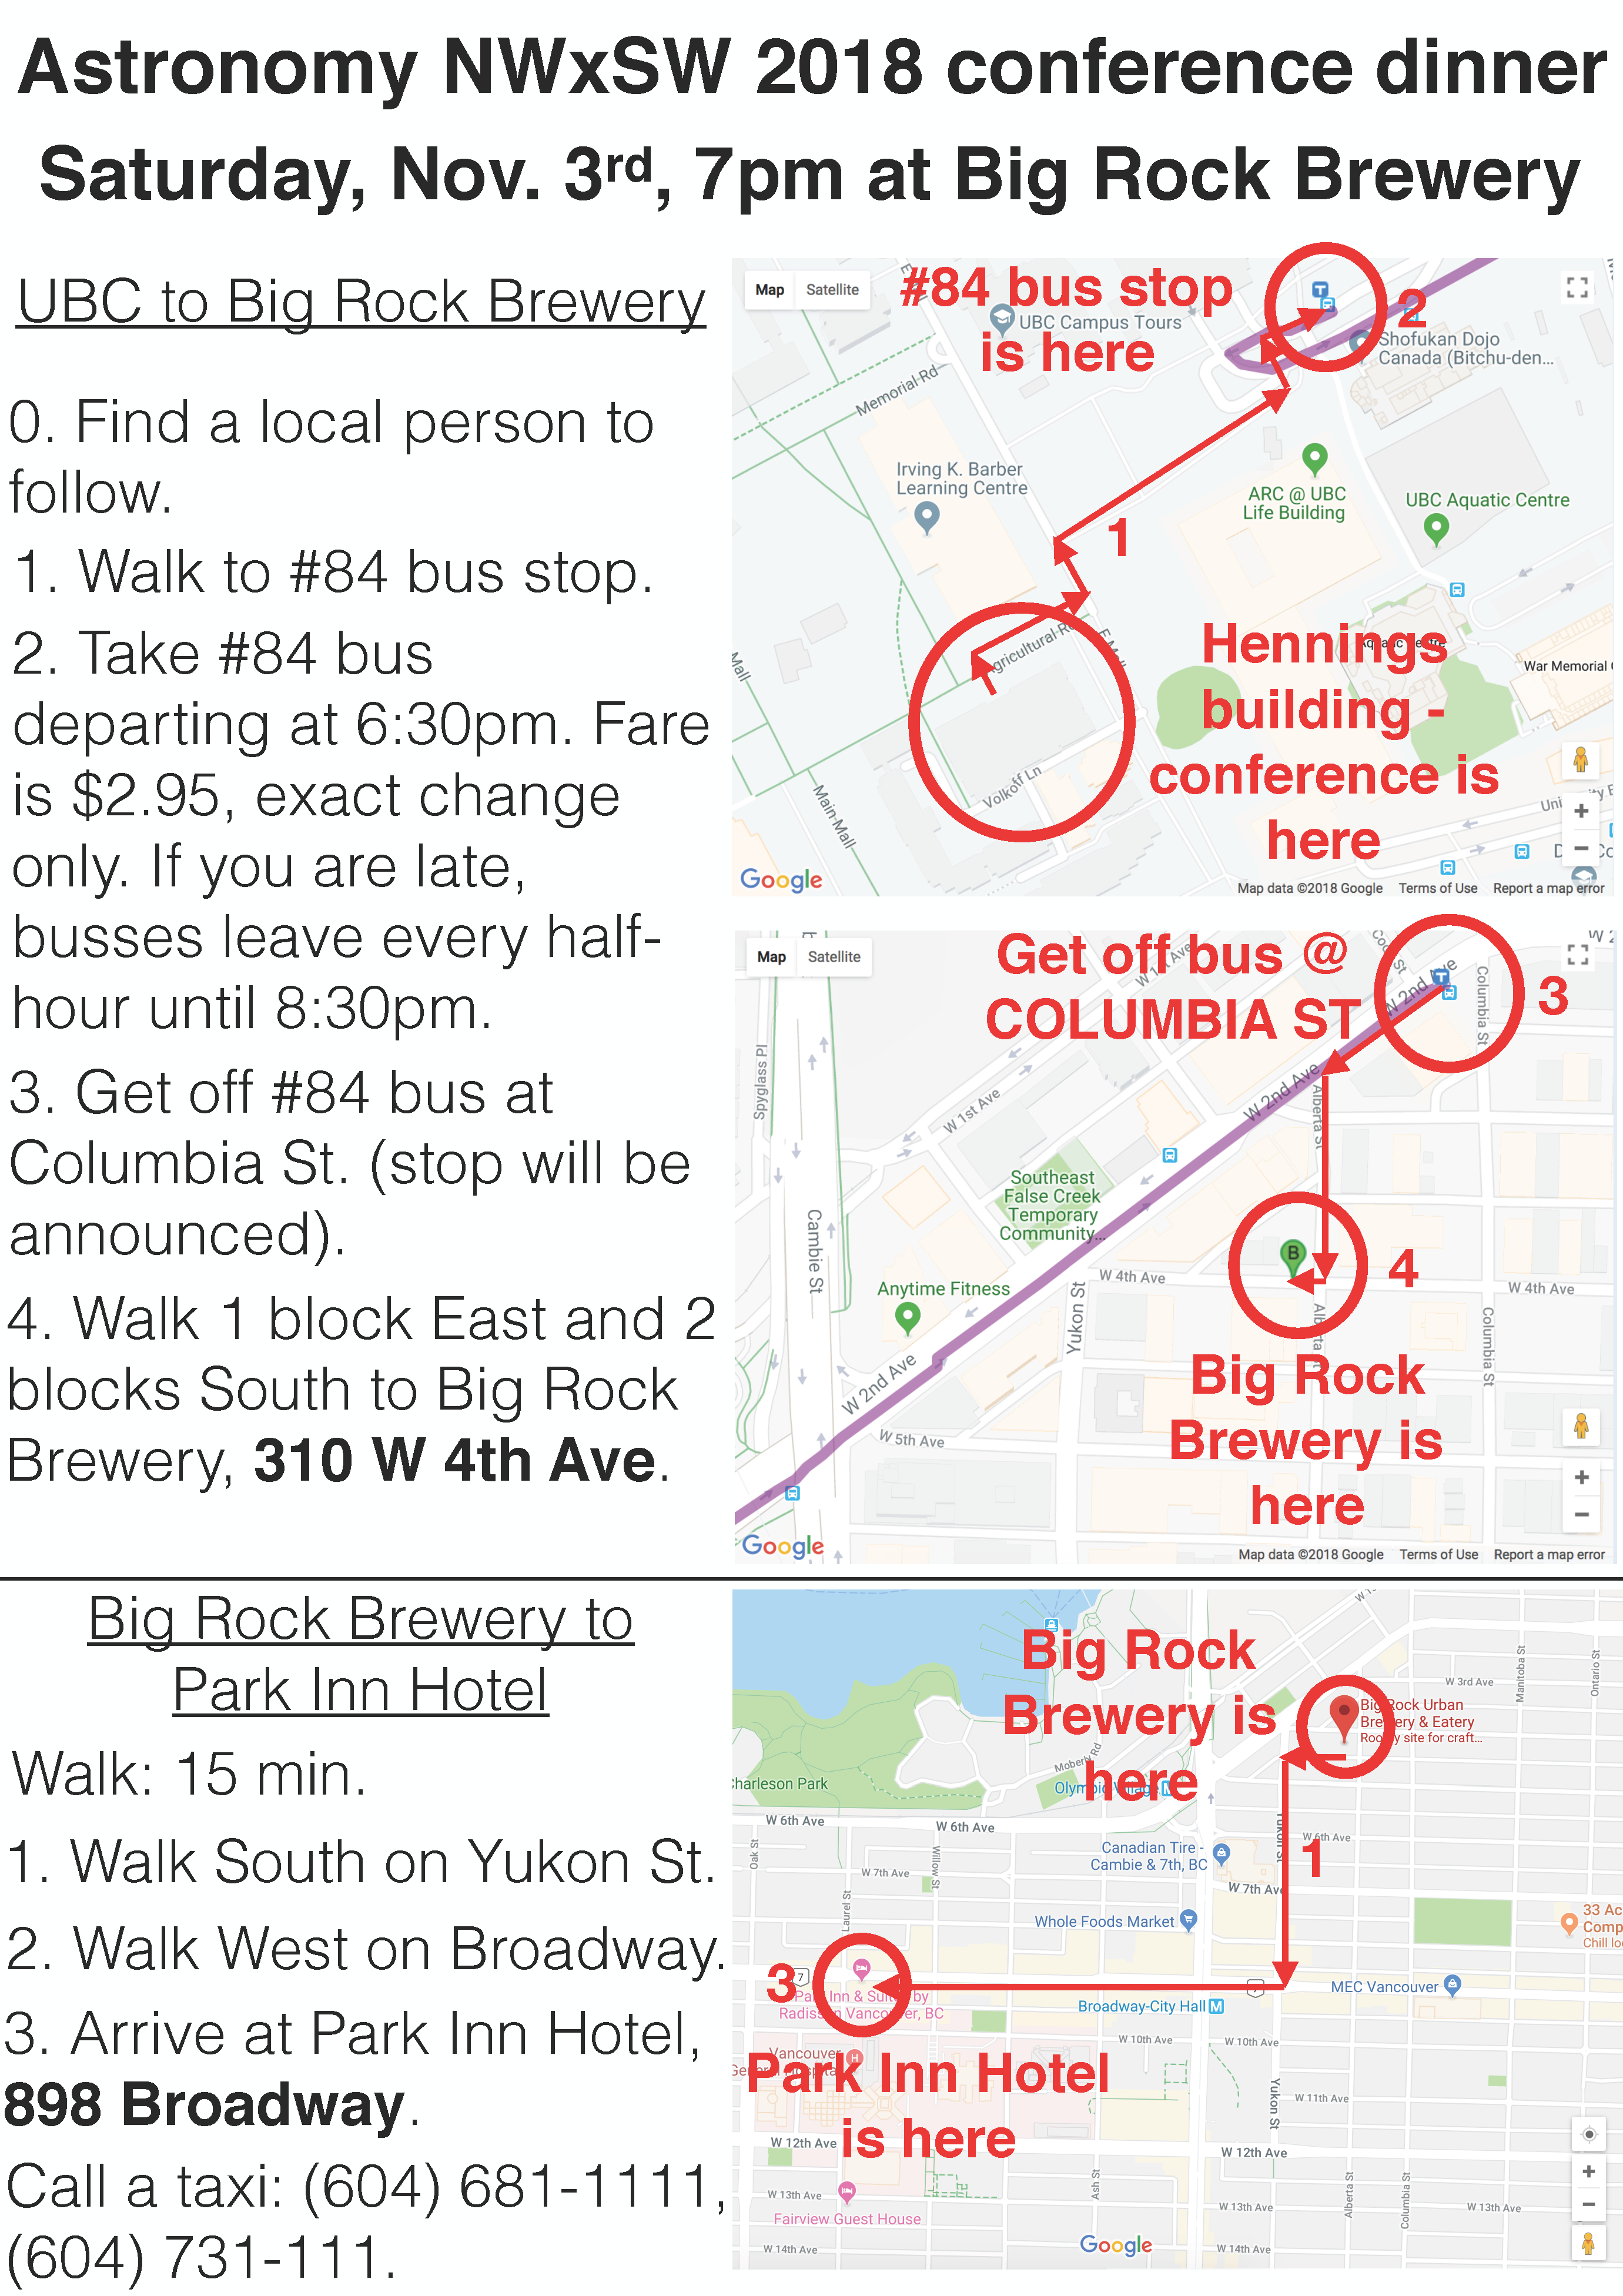 Astronomy NWxSW 2018 conference dinner
Saturday, Nov. 3rd, 7pm at Big Rock Brewery
UBC to Big Rock Brewery
0. Find a local person to
follow.
1. Walk to #84 bus stop.
2. Take #84 bus
departing at 6:30pm. Fare
is $2.95, exact change
only. If you are late,
busses leave every half-
hour until 8:30pm.
3. Get off #84 bus at
Columbia St. (stop will be
announced).
4. Walk 1 block East and 2
blocks South to Big Rock
Brewery, 310 W 4th Ave.
Map Satellite
#84 bus stop
is here
2
UBC Campus Tours
Shofukan Dojo
Canada (Bitchu-den...
Memorial Rd
Irving K. Barber
Learning Centre
ARC @ UBC
Life Building
UBC Aquatic Centre
1
Agricultural Rd
E Mall
Mall
Hennings
building -
conference is
here
War Memorial
Volkoff Ln
Main Mall
Google
Map data ©2018 Google Terms of Use Report a map error
Map Satellite
Get off bus @
COLUMBIA ST
3
W 1st Ave
W 2nd Ave
Columbia St
Spyglass Pl
W 1st Ave
W 2nd Ave
Alberta St
Southeast
False Creek
Temporary
Community...
Cambie St
B
4
W 4th Ave
W 4th Ave
Anytime Fitness
Yukon St
Columbia St
W 2nd Ave
W 5th Ave
Big Rock
Brewery is
here
Google
Map data ©2018 Google Terms of Use Report a map error
Big Rock Brewery to
Park Inn Hotel
Walk: 15 min.
1. Walk South on Yukon St.
2. Walk West on Broadway.
3. Arrive at Park Inn Hotel,
898 Broadway.
Call a taxi: (604) 681-1111,
(604) 731-111.
Big Rock
Brewery is
here
W 3rd Ave
Manitoba St
Ontario St
Big Rock Urban
Brewery & Eatery
Roomy site for craft...
Moberly Rd
Charleson Park
Olympic Village
W 6th Ave
W 6th Ave
W 6th Ave
Oak St
Willow St
Yukon St
1
Canadian Tire -
Cambie & 7th, BC
W 7th Ave
W 7th Ave
Laurel St
Whole Foods Market
33 Ac
Comp
Chill lo
3
7
Park Inn & Suites by
Radisson Vancouver, BC
Broadway-City Hall
MEC Vancouver
W 10th Ave
W 10th Ave
Vancouver
General Hospital
H
Park Inn Hotel
is here
Yukon St
W 11th Ave
W 12th Ave
W 12th Ave
Ash St
Alberta St
Columbia St
W 13th Ave
W 13th Ave
W 13th Ave
Fairview Guest House
W 14th Ave
Google
W 14th Ave